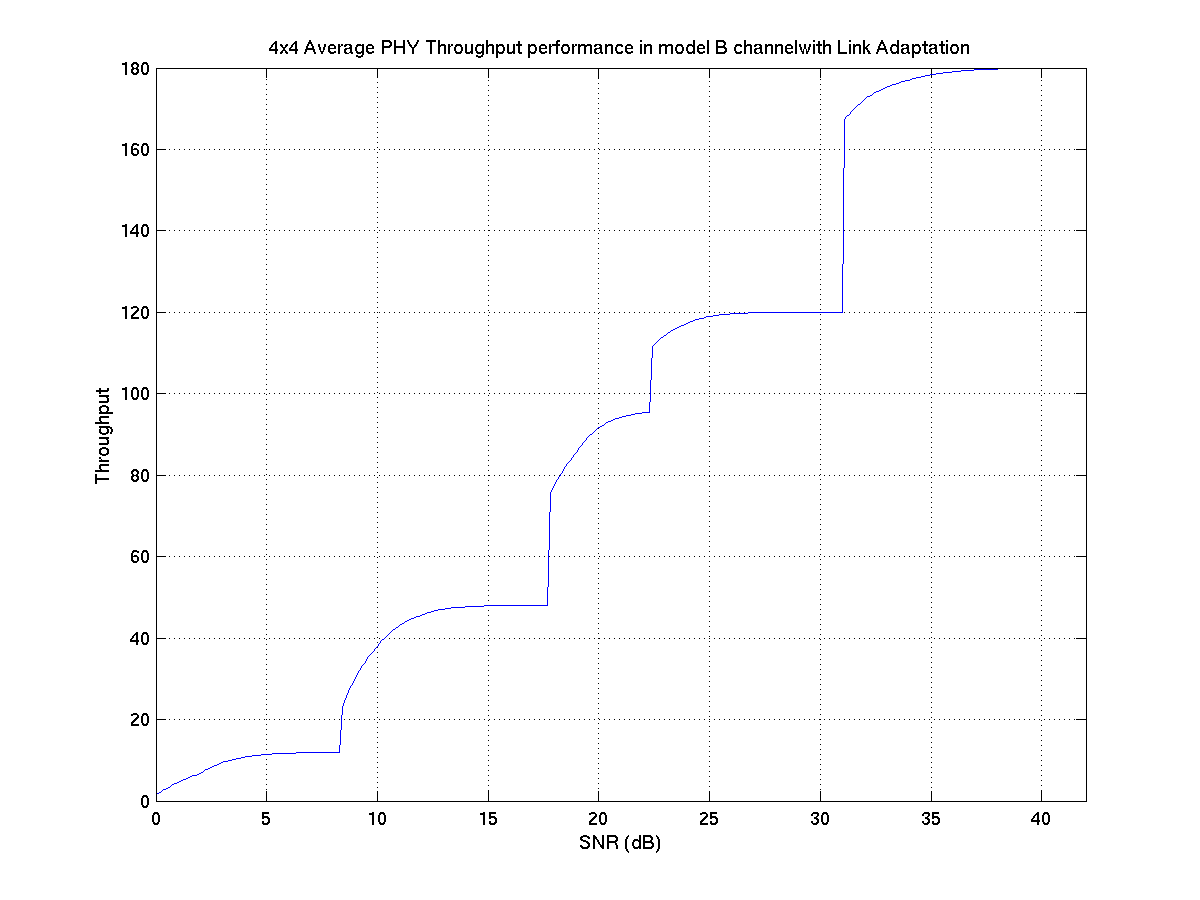 4x4 Average PHY Throughput performance in model B channelwith Link Adaptation
180
160
140
120
100
80
60
40
20
0
Throughput
0 5 10 15 20 25 30 35 40
SNR (dB)